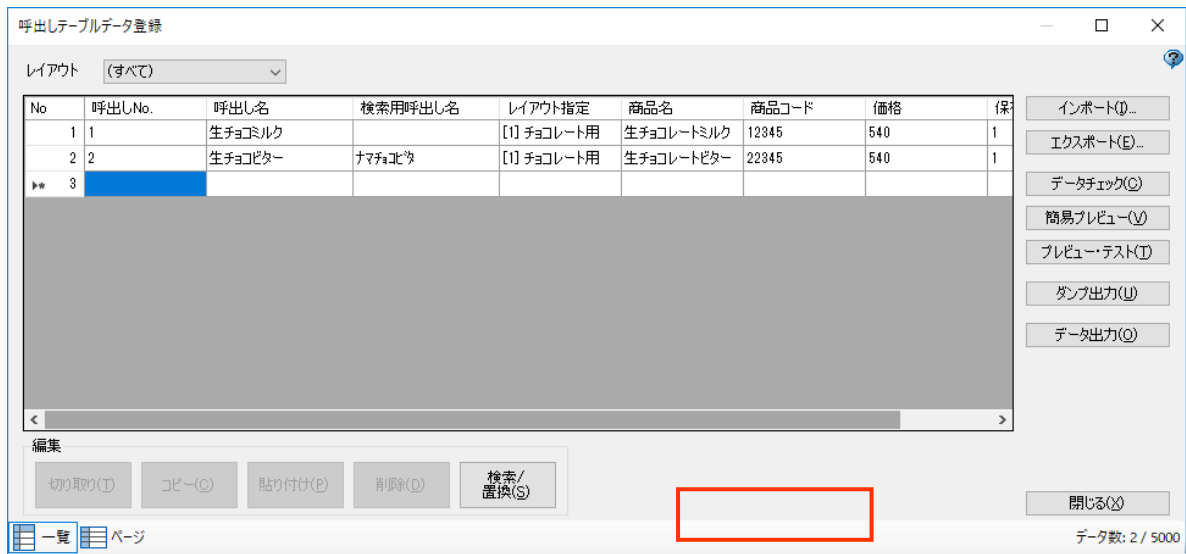 呼出しテーブルデータ登録
レイアウト (すべて)
No 呼出しNo. 呼出し名 検索用呼出し名 レイアウト指定 商品名 商品コード 価格
1 1 生チョコミルク [1] チョコレート用 生チョコレートミルク 12345 540 1
2 2 生チョコビター ナマチョコビタ [1] チョコレート用 生チョコレートビター 22345 540 1
3
インポート(I)...
エクスポート(E)...
データチェック(C)
簡易プレビュー(V)
プレビュー・テスト(T)
ダンプ出力(U)
データ出力(O)
編集
切り取り(T) コピー(C) 貼り付け(P) 削除(D) 検索/
置換(S)
閉じる(X)
一覧 ページ データ数: 2 / 5000